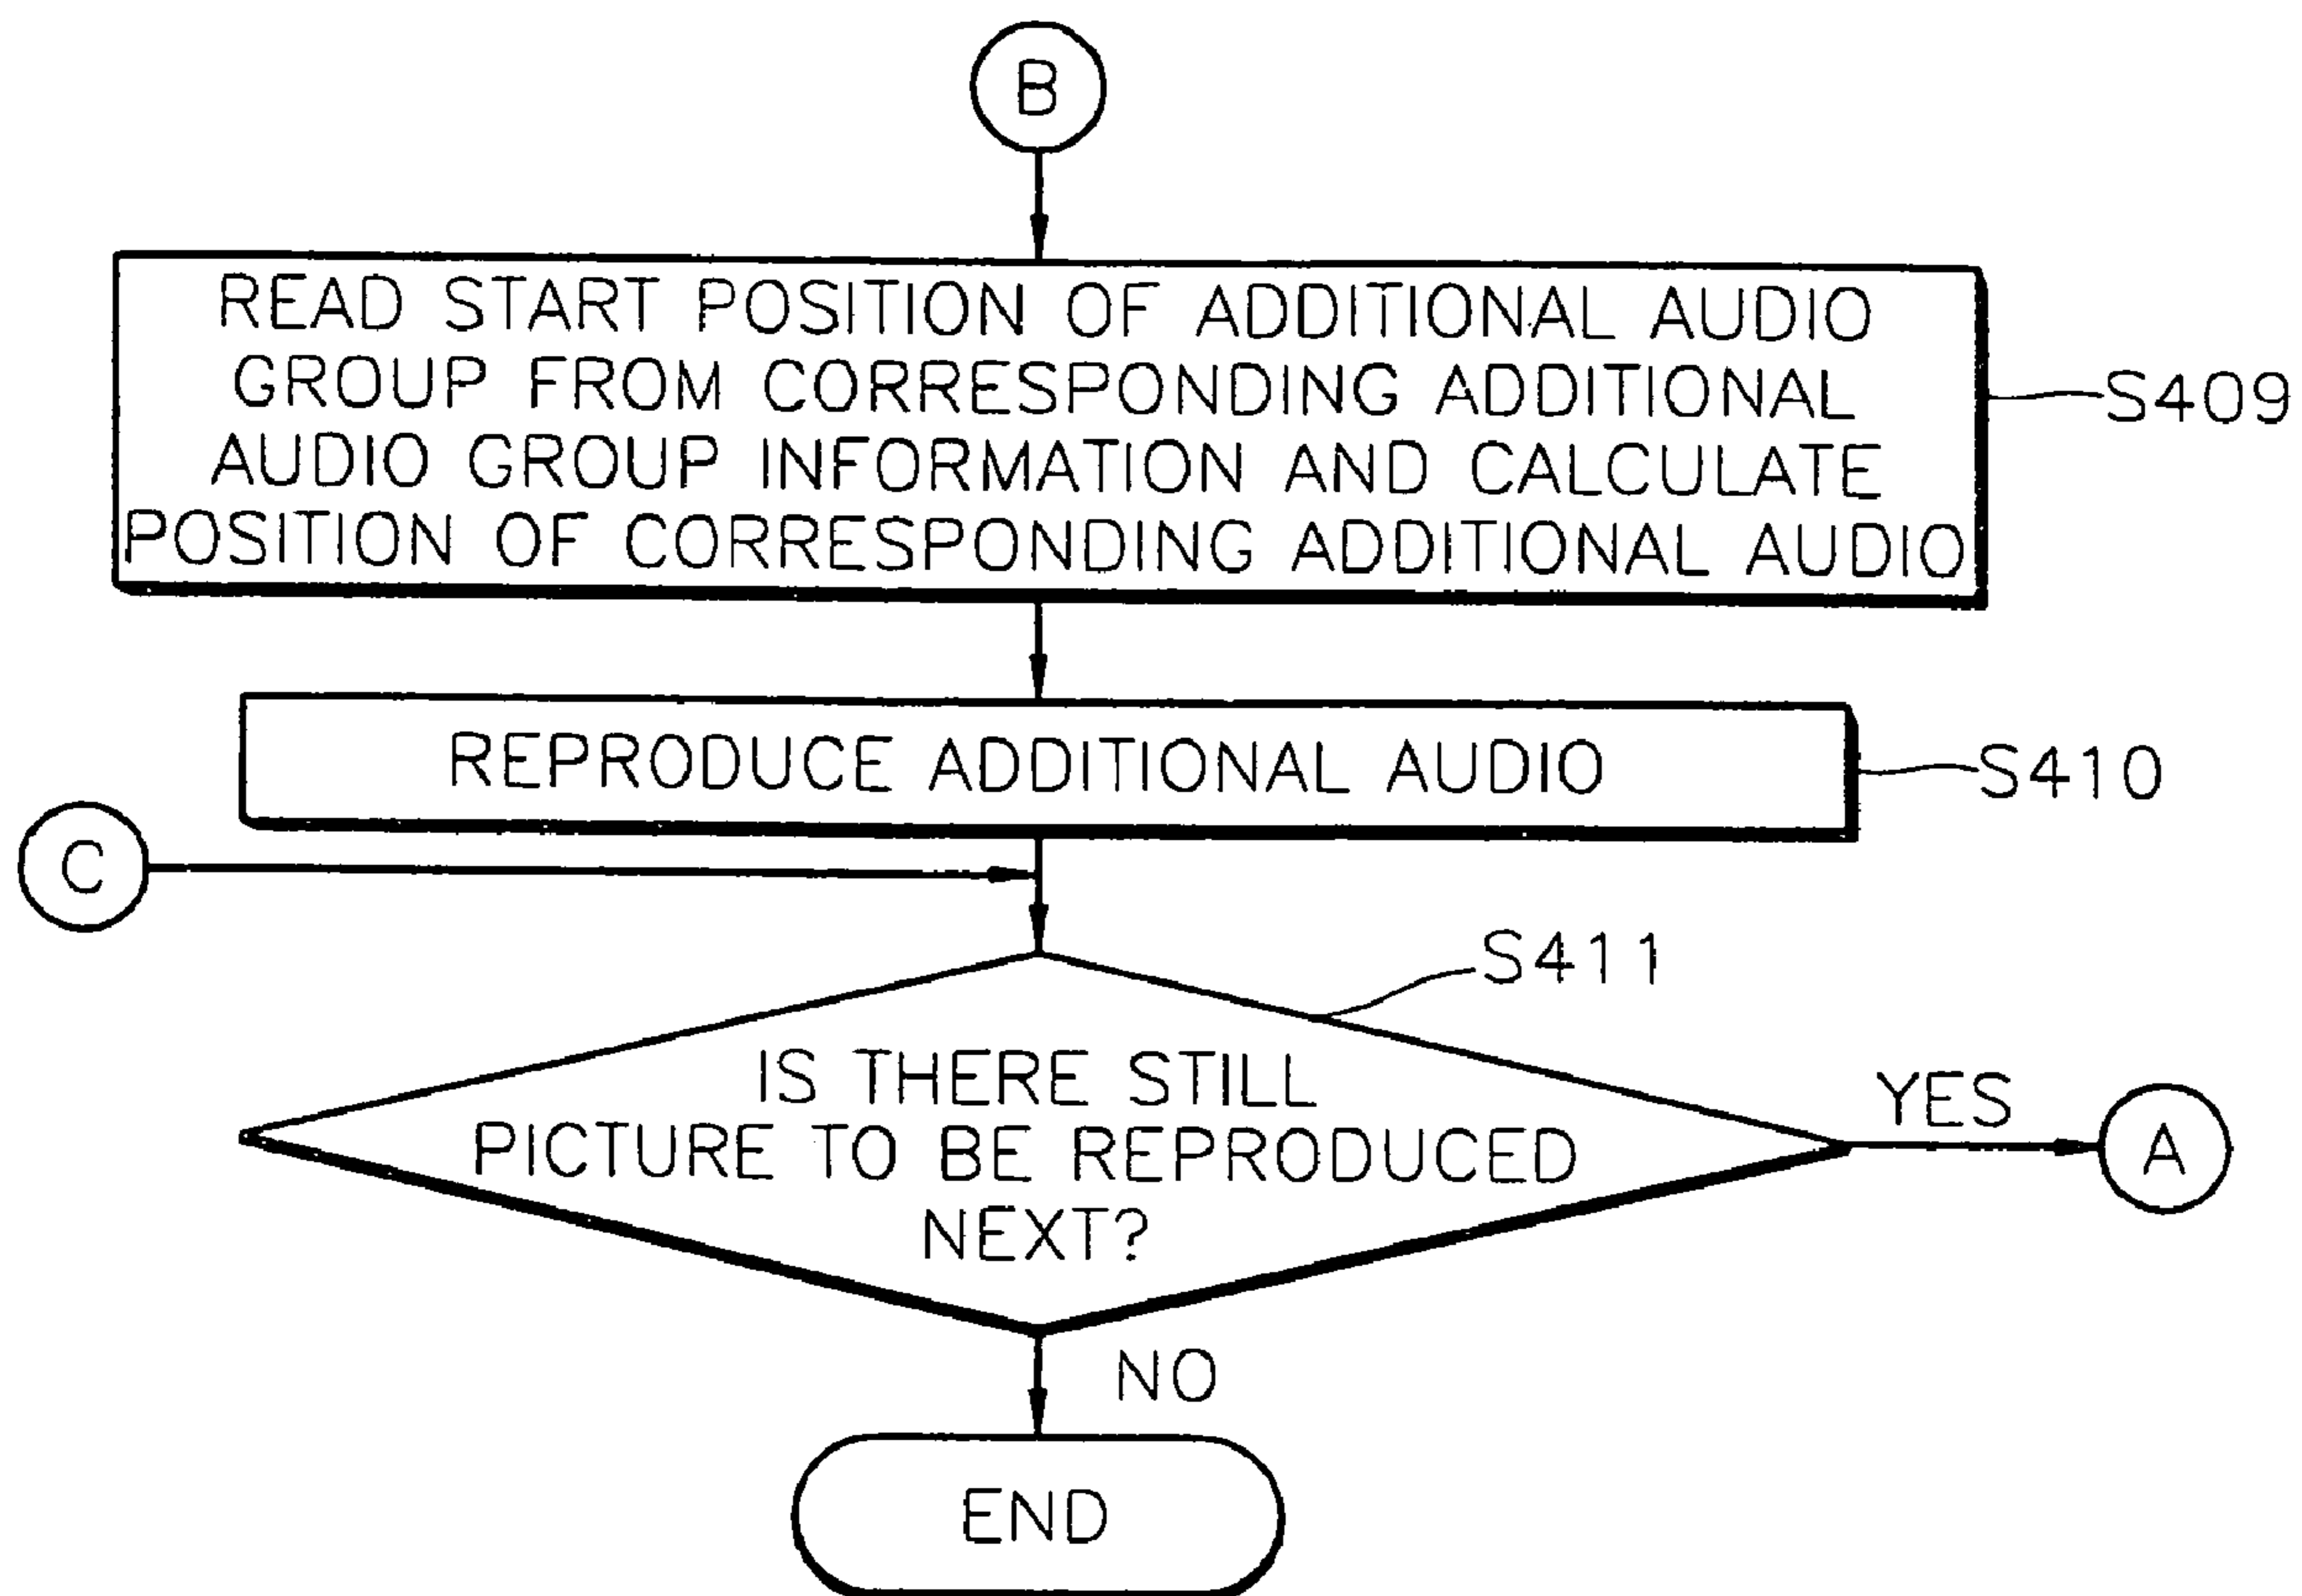 B
READ START POSITION OF ADDITIONAL AUDIO
GROUP FROM CORRESPONDING ADDITIONAL
AUDIO GROUP INFORMATION AND CALCULATE
POSITION OF CORRESPONDING ADDITIONAL AUDIO
S409
REPRODUCE ADDITIONAL AUDIO
S410
C
S411
IS THERE STILL
PICTURE TO BE REPRODUCED
NEXT?
YES
A
NO
END